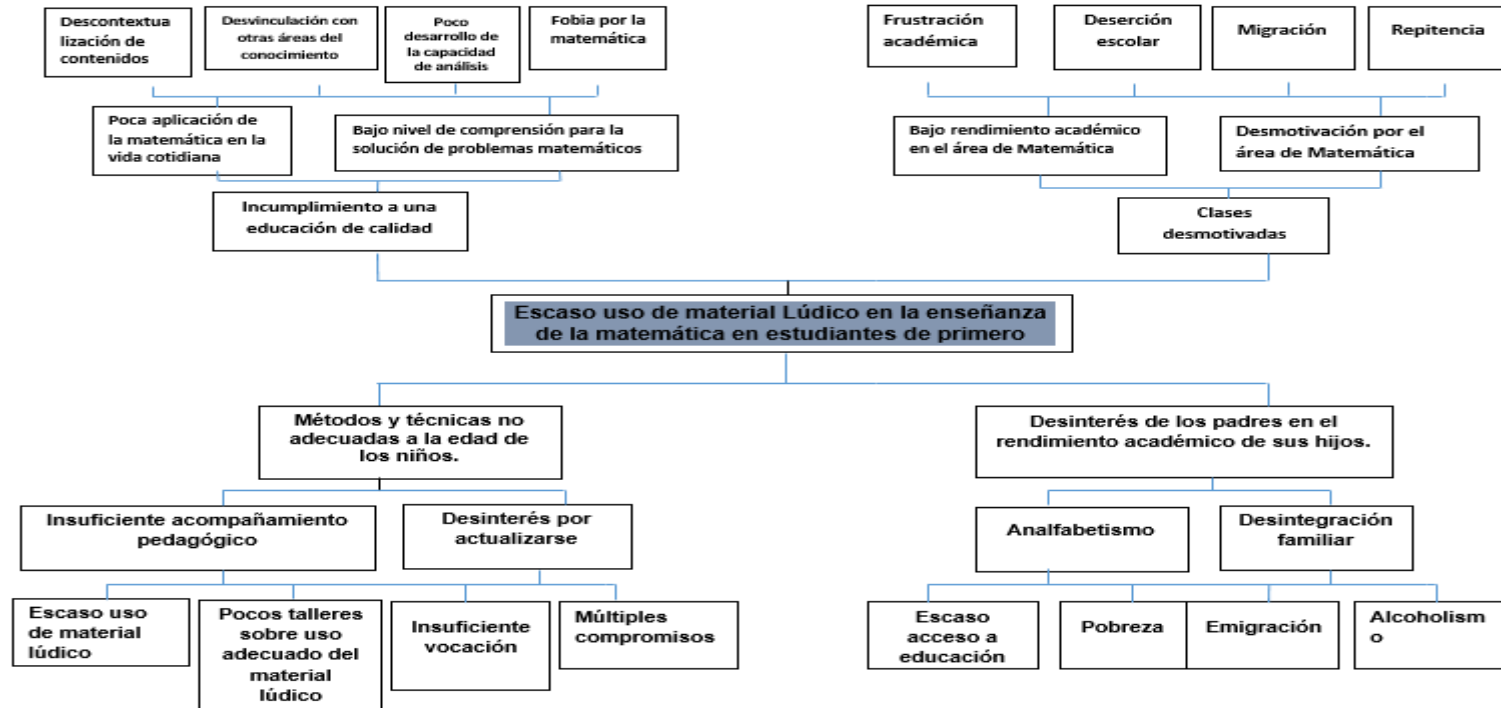 Descontextua
lización de
contenidos
Desvinculación con
otras áreas del
conocimiento
Poco
desarrollo de
la capacidad
de análisis
Fobia por la
matemática
Frustración
académica
Deserción
escolar
Migración
Repitencia
Poca aplicación de
la matemática en la
vida cotidiana
Bajo nivel de comprensión para la
solución de problemas matemáticos
Bajo rendimiento académico
en el área de Matemática
Desmotivación por el
área de Matemática
Incumplimiento a una
educación de calidad
Clases
desmotivadas
Escaso uso de material Lúdico en la enseñanza
de la matemática en estudiantes de primero
Métodos y técnicas no
adecuadas a la edad de
los niños.
Desinterés de los padres en el
rendimiento académico de sus hijos.
Insuficiente acompañamiento
pedagógico
Desinterés por
actualizarse
Analfabetismo
Desintegración
familiar
Escaso uso
de material
lúdico
Pocos talleres
sobre uso
adecuado del
material
lúdico
Insuficiente
vocación
Múltiples
compromisos
Escaso
acceso a
educación
Pobreza
Emigración
Alcoholism
o